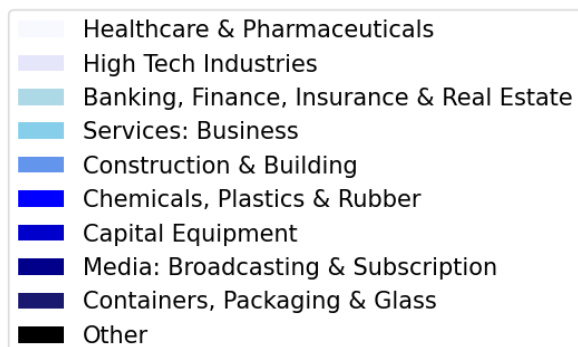 Healthcare & Pharmaceuticals
High Tech Industries
Banking, Finance, Insurance & Real Estate
Services: Business
Construction & Building
Chemicals, Plastics & Rubber
Capital Equipment
Media: Broadcasting & Subscription
Containers, Packaging & Glass
Other